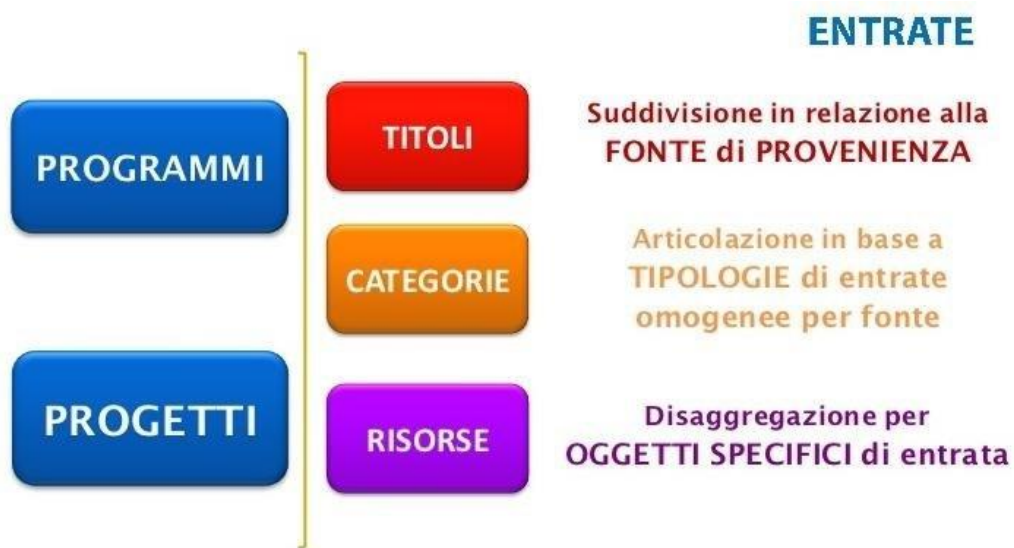 ENTRATE
PROGRAMMI
PROGETTI
TITOLI
Suddivisione in relazione alla
FONTE di PROVENIENZA
CATEGORIE
Articolazione in base a
TIPOLOGIE di entrate
omogenee per fonte
RISORSE
Disaggregazione per
OGGETTI SPECIFICI di entrata